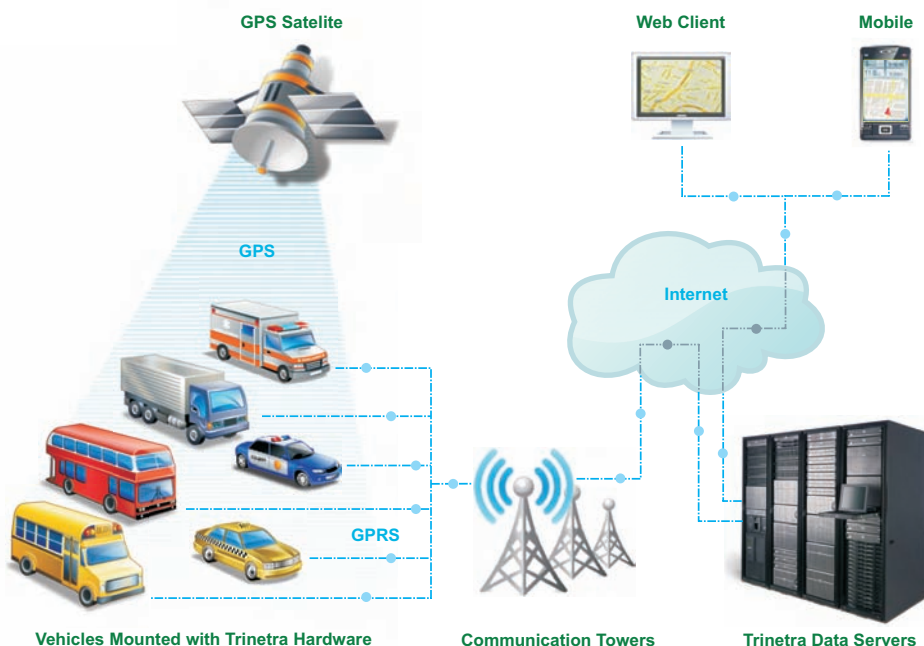 GPS Satelite
Web Client
Mobile
GPS
Internet
GPRS
Vehicles Mounted with Trinetra Hardware
Communication Towers
Trinetra Data Servers